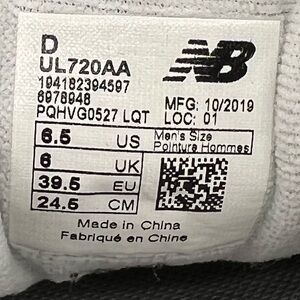 D
NB
UL720AA
194182394597
6978948
PQHVG0527 LQT
MFG: 10/2019
LOC: 01
6.5 US Men's Size
Pointure Hommes
6 UK
39.5 EU
24.5 CM
Made in China
Fabriqué en Chine